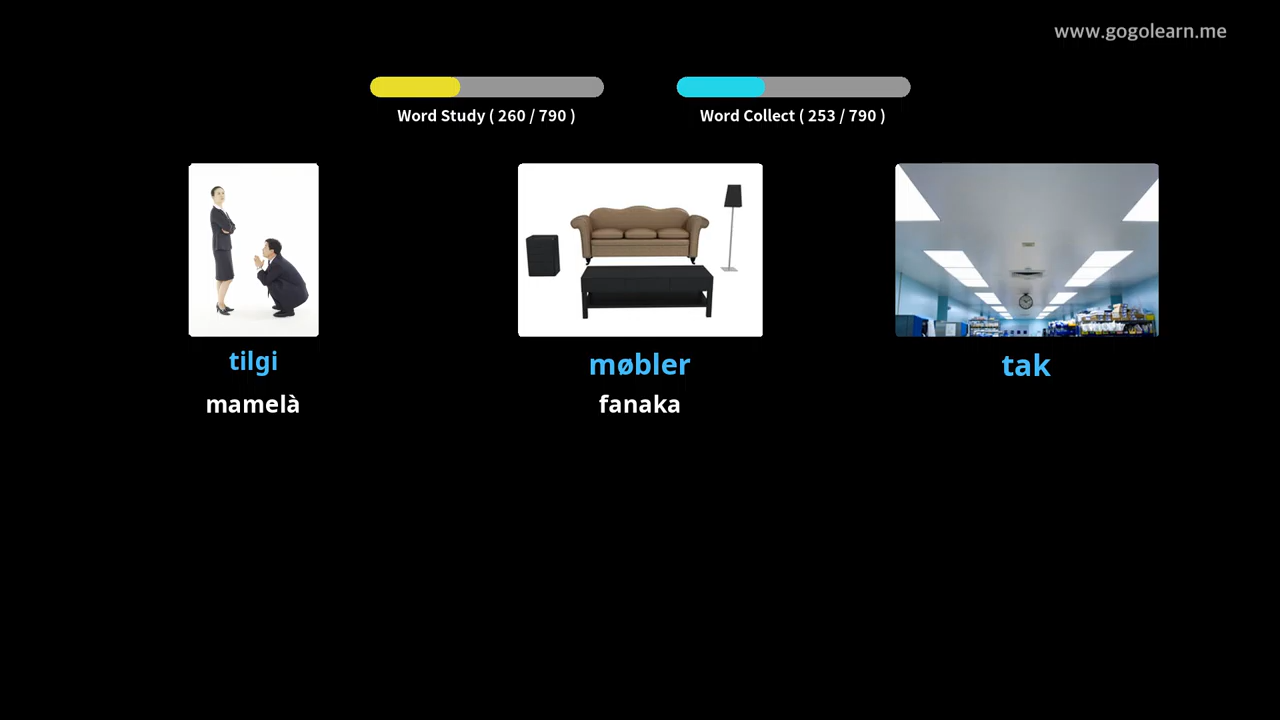 www.gogolearn.me
Word Study ( 260 / 790 )
Word Collect ( 253 / 790 )
tilgi
møbler
tak
mamelà
fanaka